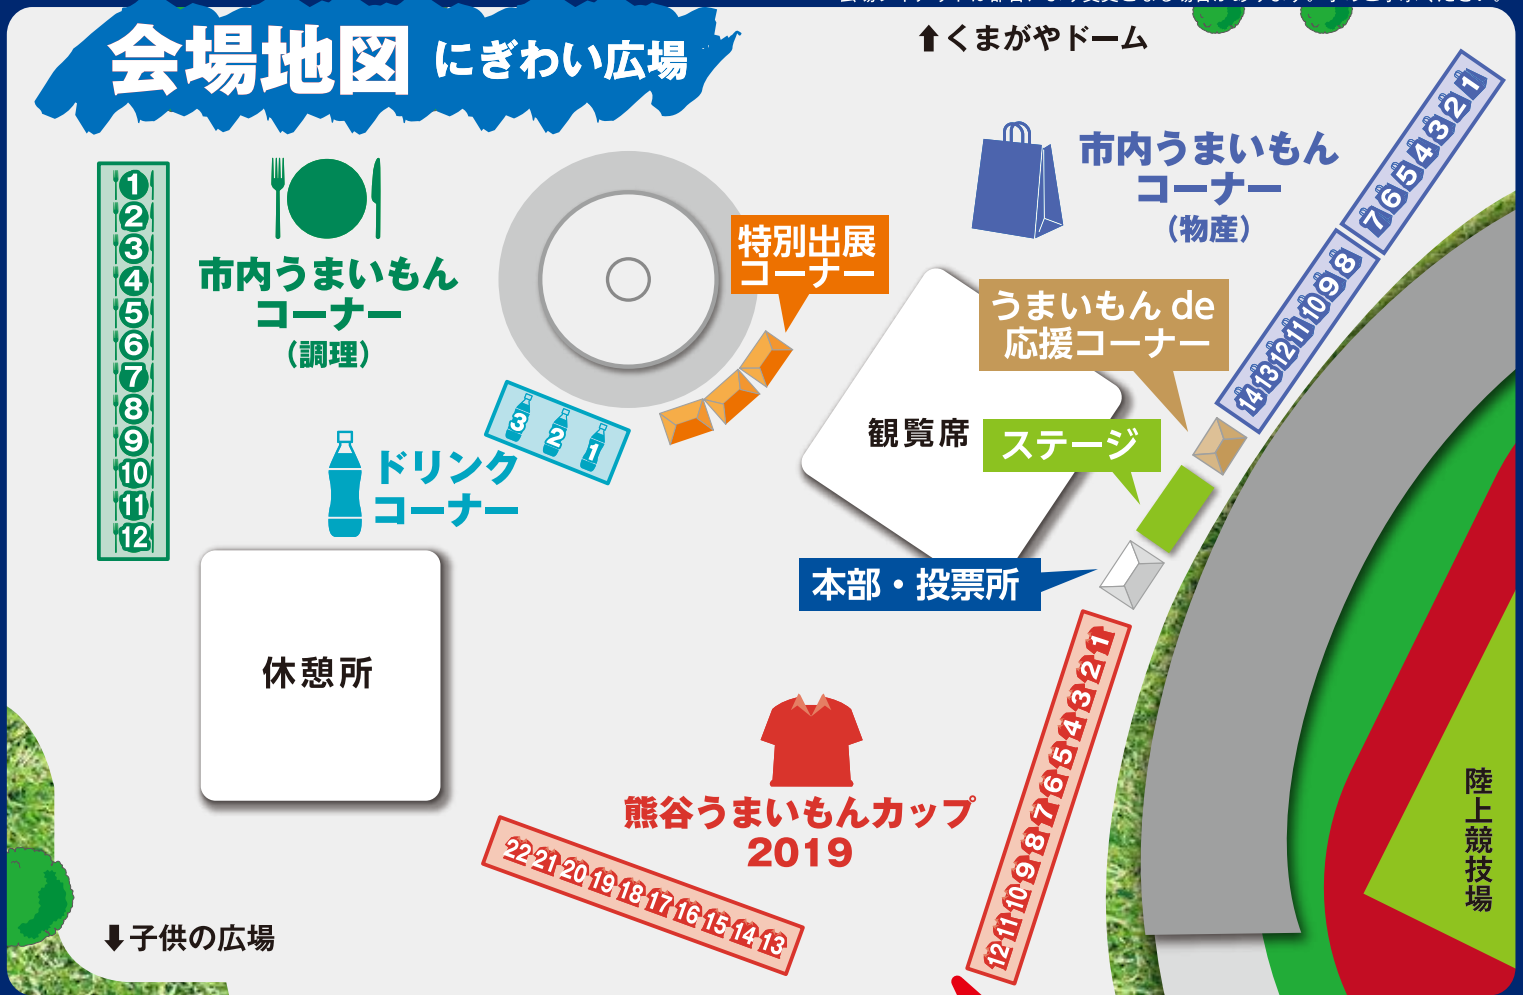 会場地図 にぎわい広場
⬆くまがやドーム
1
2
3
4
5
6
7
8
9
10
11
12
市内うまいもん
コーナー
(調理)
特別出展
コーナー
市内うまいもん
コーナー
(物産)
7 6 5 4 3 2 1
14 13 12 11 10 9 8
うまいもん de
応援コーナー
観覧席
ステージ
3 2 1
ドリンク
コーナー
本部・投票所
休憩所
1
2
3
4
5
6
7
8
9
10
11
12
熊谷うまいもんカップ
2019
22 21 20 19 18 17 16 15 14 13
陸上競技場
⬇子供の広場